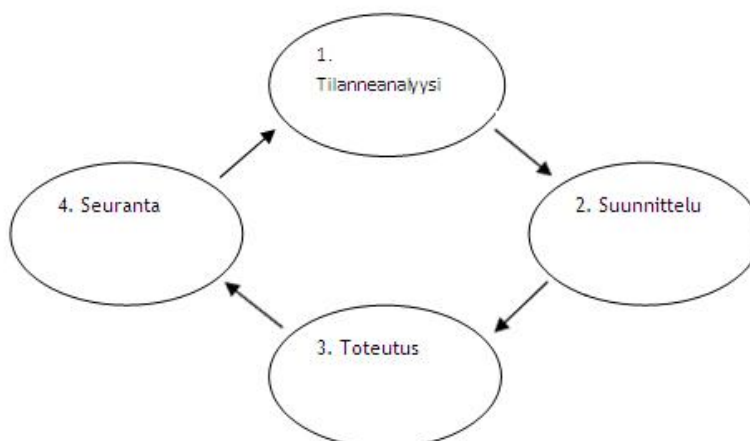 1.
Tilanneanalyysi
2. Suunnittelu
3. Toteutus
4. Seuranta